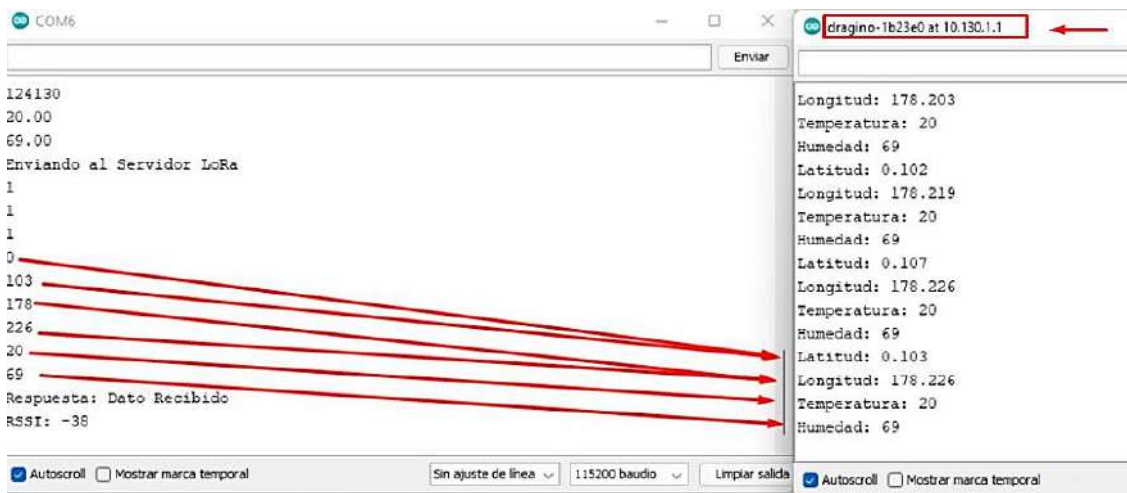 COM6
Enviar
124130
20.00
69.00
Enviando al Servidor LoRa
1
1
1
0
103
178
226
20
69
Respuesta: Dato Recibido
RSSI: -38
Autoscroll
Mostrar marca temporal
Sin ajuste de línea
115200 baudio
Limpiar salida
dragino-1b23e0 at 10.130.1.1
Longitud: 178.203
Temperatura: 20
Humedad: 69
Latitud: 0.102
Longitud: 178.219
Temperatura: 20
Humedad: 69
Latitud: 0.107
Longitud: 178.226
Temperatura: 20
Humedad: 69
Latitud: 0.103
Longitud: 178.226
Temperatura: 20
Humedad: 69
Autoscroll
Mostrar marca temporal